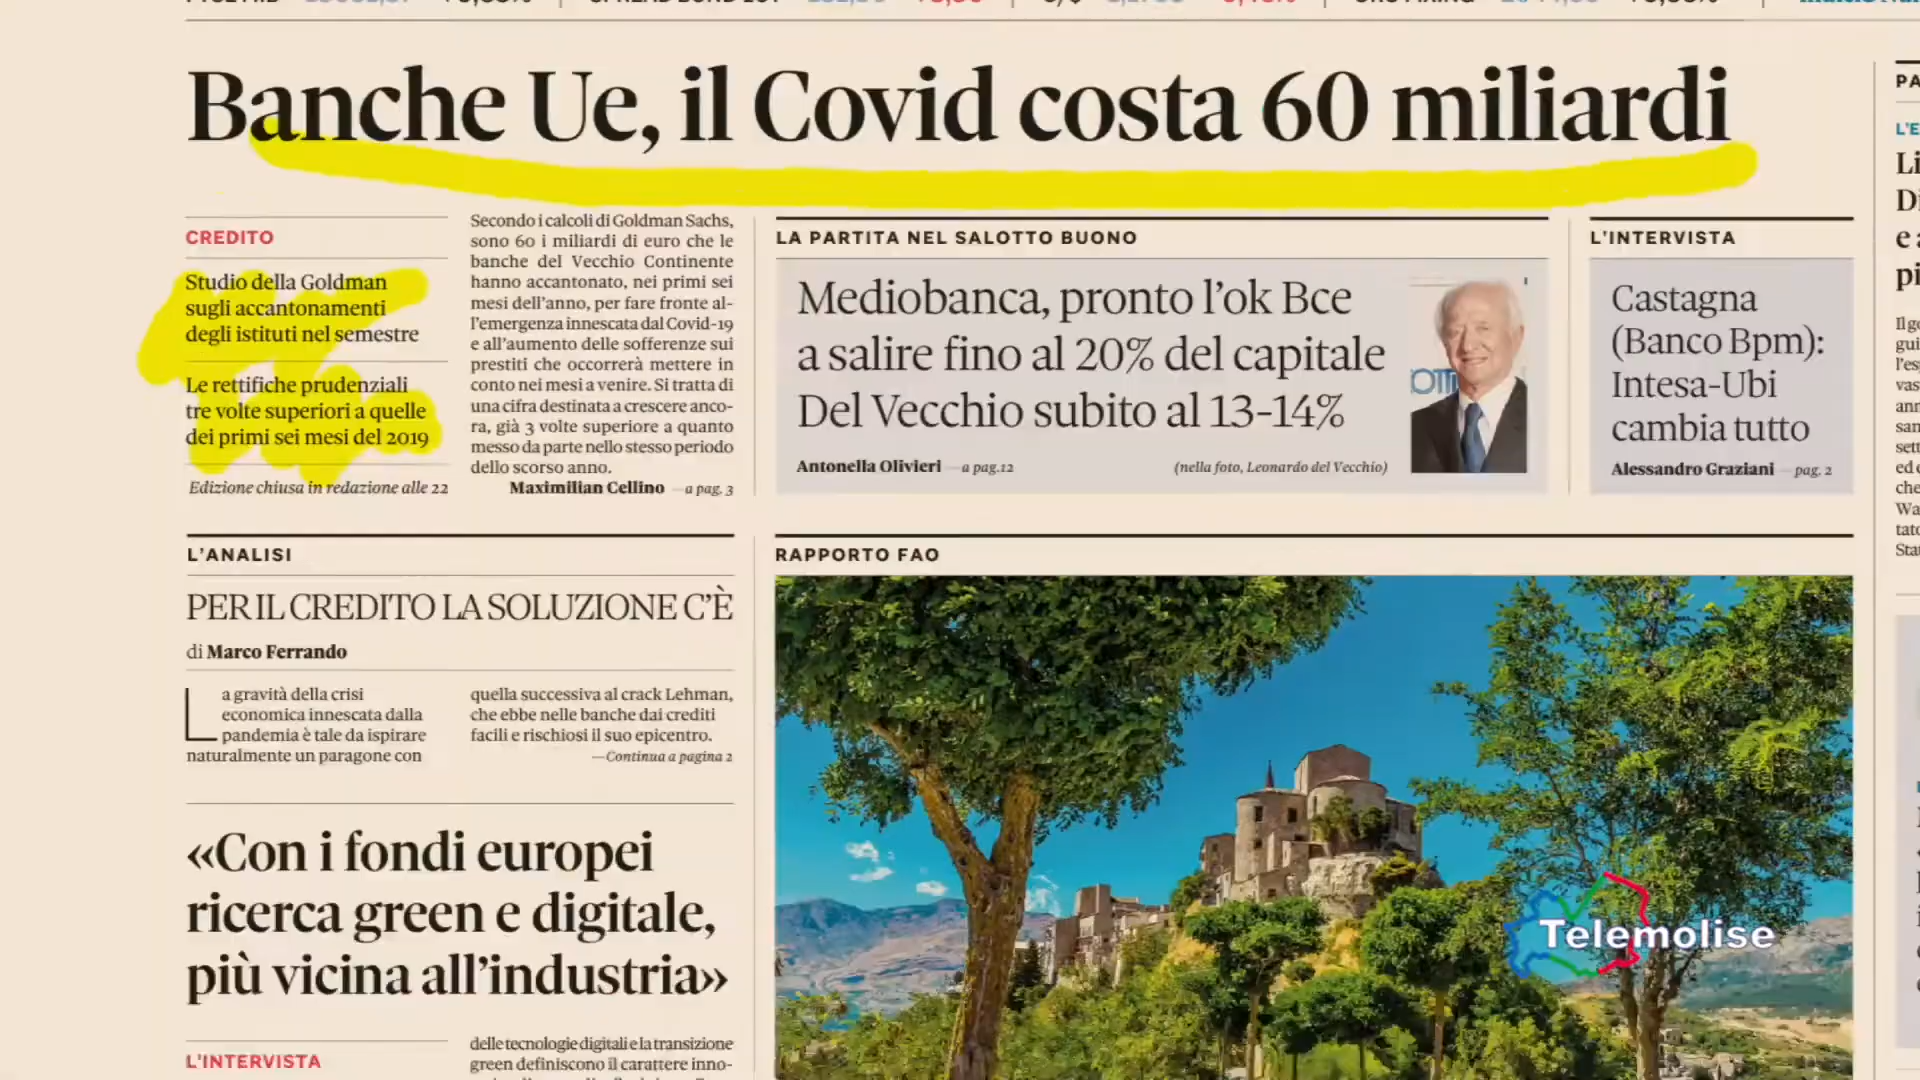 Banche Ue, il Covid costa 60 miliardi
CREDITO
Studio della Goldman
sugli accantonamenti
degli istituti nel semestre
Le rettifiche prudenziali
tre volte superiori a quelle
dei primi sei mesi del 2019
Edizione chiusa in redazione alle 22
Secondo i calcoli di Goldman Sachs,
sono 60 i miliardi di euro che le
banche del Vecchio Continente
hanno accantonato, nei primi sei
mesi dell'anno, per fare fronte al-
l'emergenza innescata dal Covid-19
e all'aumento delle sofferenze sui
prestiti che occorrerà mettere in
conto nei mesi a venire. Si tratta di
una cifra destinata a crescere anco-
ra, già 3 volte superiore a quanto
messo da parte nello stesso periodo
dello scorso anno.
Maximilian Cellino —a pag. 3
LA PARTITA NEL SALOTTO BUONO
Mediobanca, pronto l'ok Bce
a salire fino al 20% del capitale
Del Vecchio subito al 13-14%
Antonella Olivieri —a pag.12
(nella foto, Leonardo del Vecchio)
L'INTERVISTA
Castagna
(Banco Bpm):
Intesa-Ubi
cambia tutto
Alessandro Graziani —pag. 2
L'ANALISI
PER IL CREDITO LA SOLUZIONE C'È
di Marco Ferrando
La gravità della crisi
economica innescata dalla
pandemia è tale da ispirare
naturalmente un paragone con
quella successiva al crack Lehman,
che ebbe nelle banche dai crediti
facili e rischiosi il suo epicentro.
—Continua a pagina 2
RAPPORTO FAO
«Con i fondi europei
ricerca green e digitale,
più vicina all'industria»
L'INTERVISTA
delle tecnologie digitali e la transizione
green definiscono il carattere inno-
Telemolise